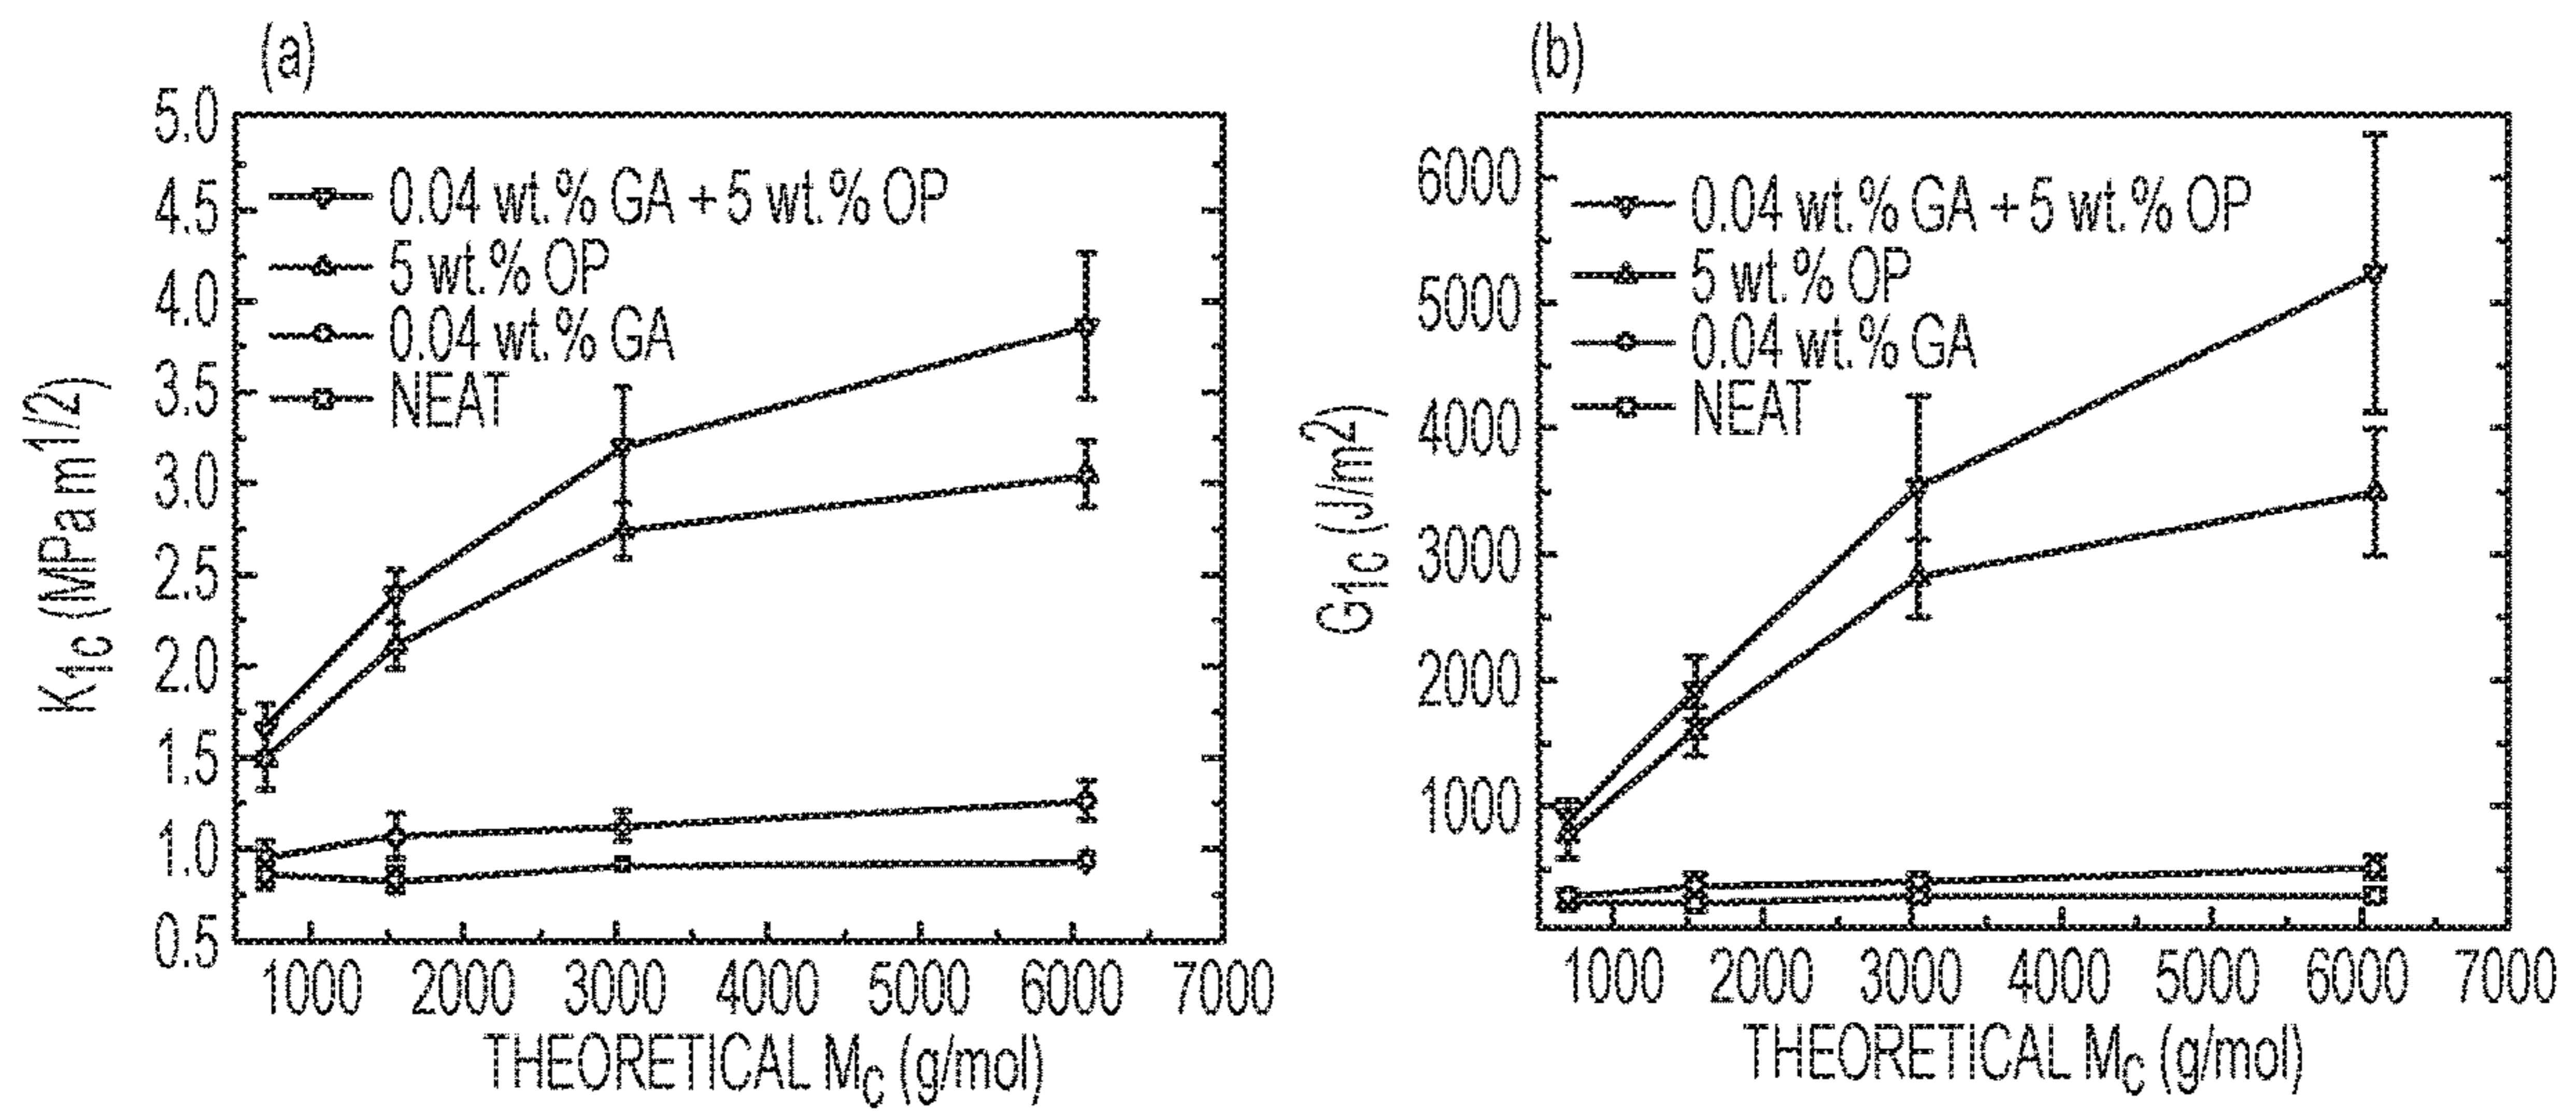 (a)
K1c (MPa m1/2)
5.0
4.5
4.0
3.5
3.0
2.5
2.0
1.5
1.0
0.5
0.04 wt.% GA + 5 wt.% OP
5 wt.% OP
0.04 wt.% GA
NEAT
1000 2000 3000 4000 5000 6000 7000
THEORETICAL MC (g/mol)
(b)
G1c (J/m2)
6000
5000
4000
3000
2000
1000
0.04 wt.% GA + 5 wt.% OP
5 wt.% OP
0.04 wt.% GA
NEAT
1000 2000 3000 4000 5000 6000 7000
THEORETICAL MC (g/mol)